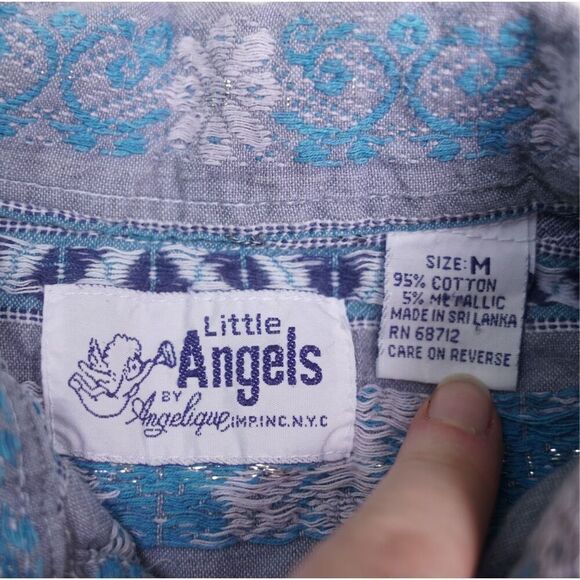 Little
Angels
BY
Angelique IMP.INC.N.Y.C
SIZE: M
95% COTTON
5% METALLIC
MADE IN SRI LANKA
RN 68712
CARE ON REVERSE